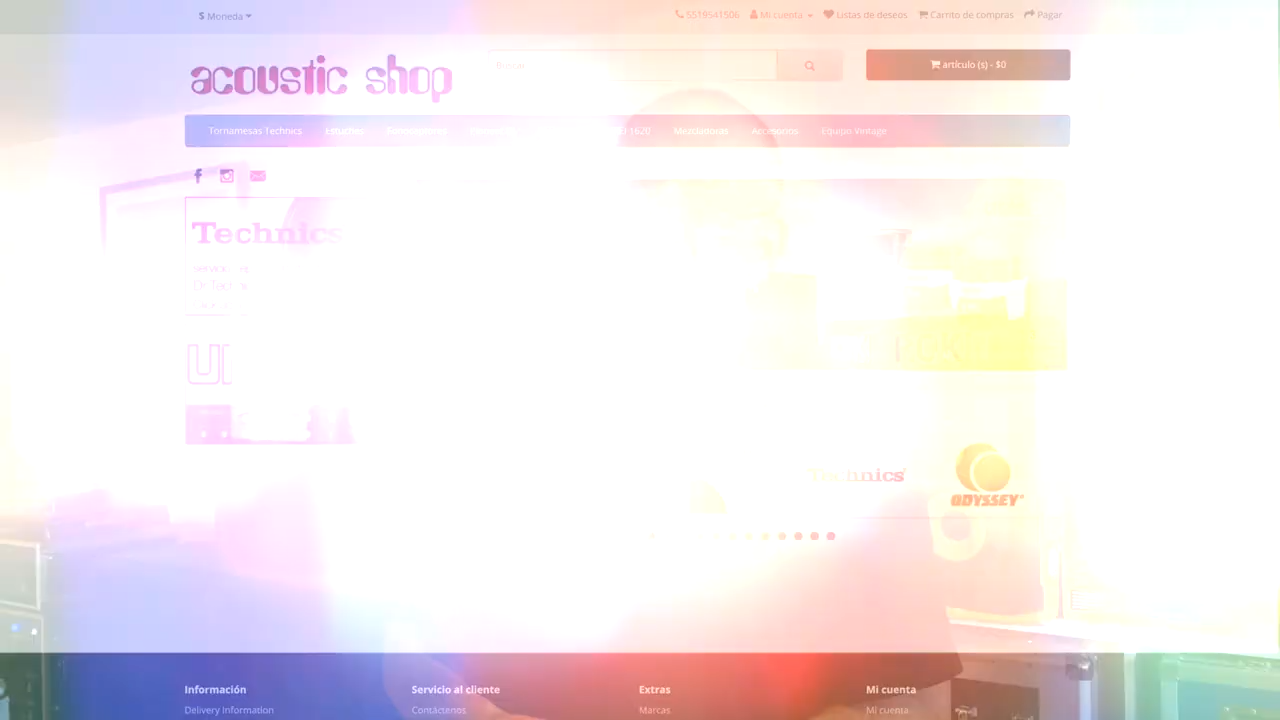 $ Moneda
5519541506 Mi cuenta Listas de deseos Carrito de compras Pagar
acoustic shop
Buscar
artículo (s) - $0
Tornamesas Technics Estuches Fonocaptores 1620 Mezcladoras Accesorios Equipo Vintage
Technics
Technics
ODYSSEY
Información Servicio al cliente Extras Mi cuenta
Delivery Information Contáctenos Marcas Mi cuenta